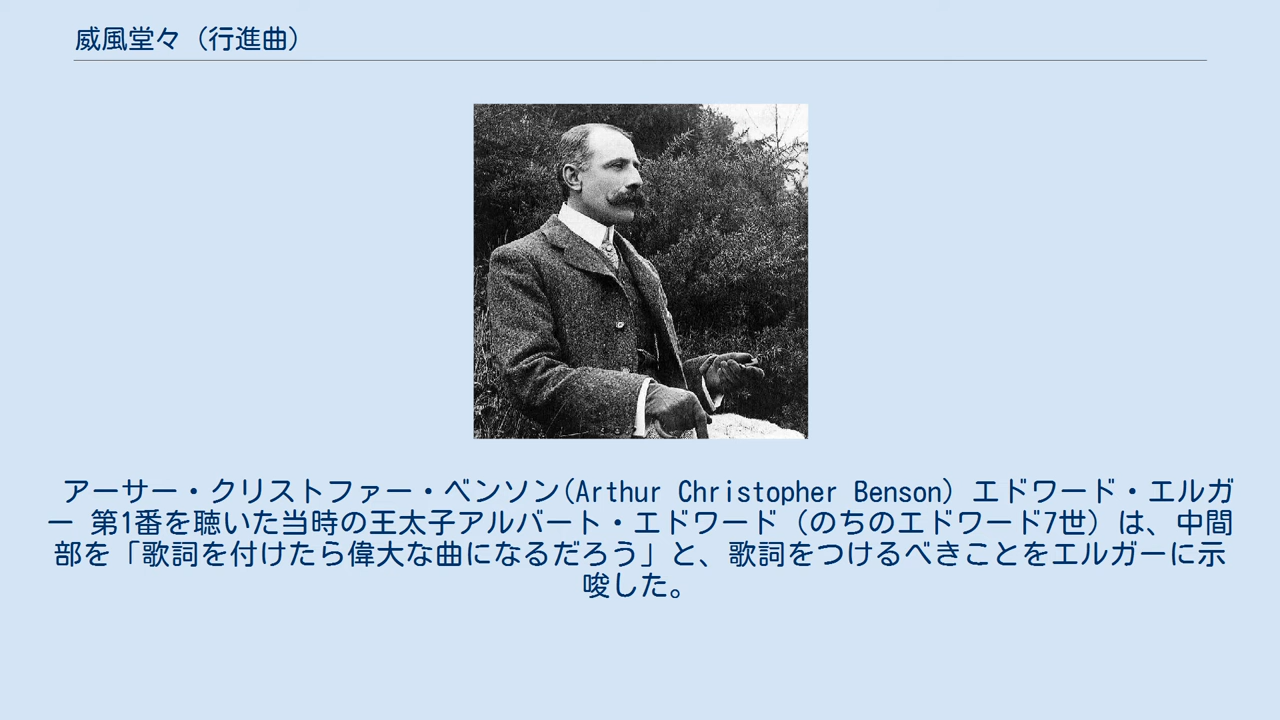 威風堂々（行進曲）
アーサー・クリストファー・ベンソン(Arthur Christopher Benson) エドワード・エルガ
ー 第1番を聴いた当時の王太子アルバート・エドワード（のちのエドワード7世）は、中間
部を「歌詞を付けたら偉大な曲になるだろう」と、歌詞をつけるべきことをエルガーに示
唆した。